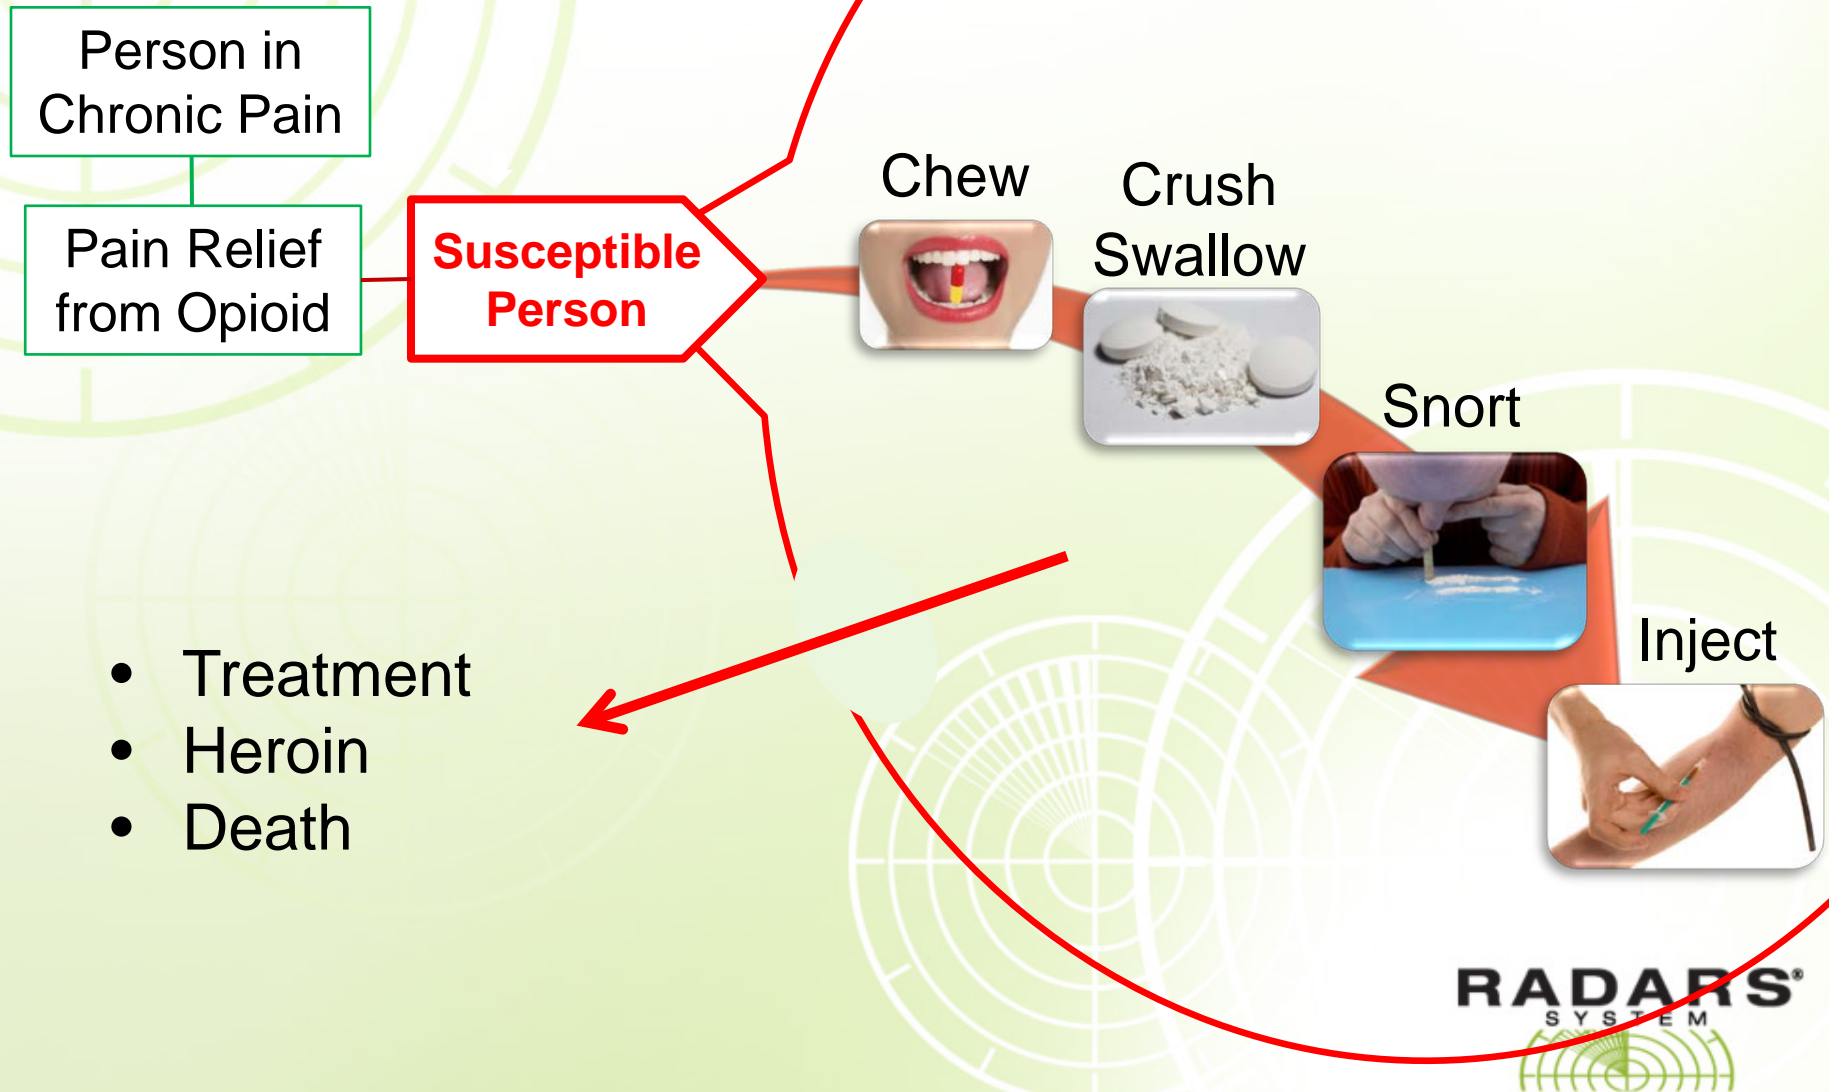 Person in
Chronic Pain
Pain Relief
from Opioid
Susceptible
Person
Chew
Crush
Swallow
Snort
Inject
• Treatment
• Heroin
• Death
RADARS®
SYSTEM